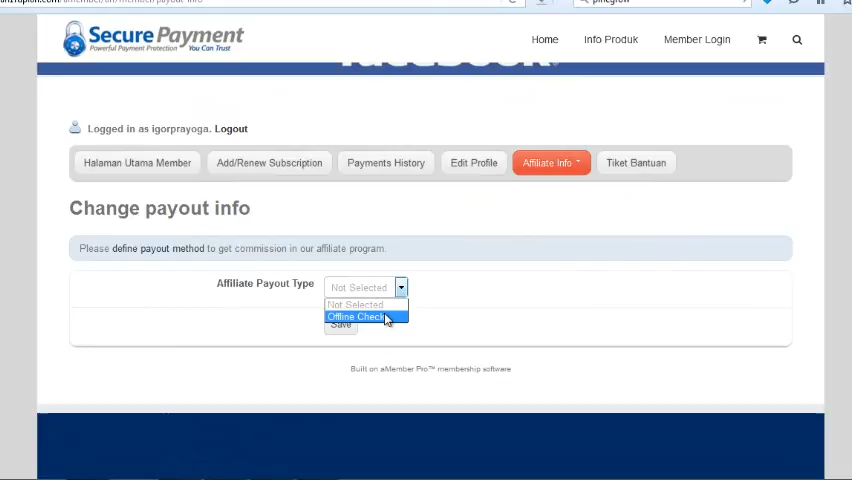 pinegrow
Secure Payment
Powerful Payment Protection You Can Trust
Home Info Produk Member Login
Logged in as igorprayoga. Logout
Halaman Utama Member Add/Renew Subscription Payments History Edit Profile Affiliate Info Tiket Bantuan
Change payout info
Please define payout method to get commission in our affiliate program.
Affiliate Payout Type Not Selected
Not Selected
Offline Check
Save
Built on aMember Pro™ membership software